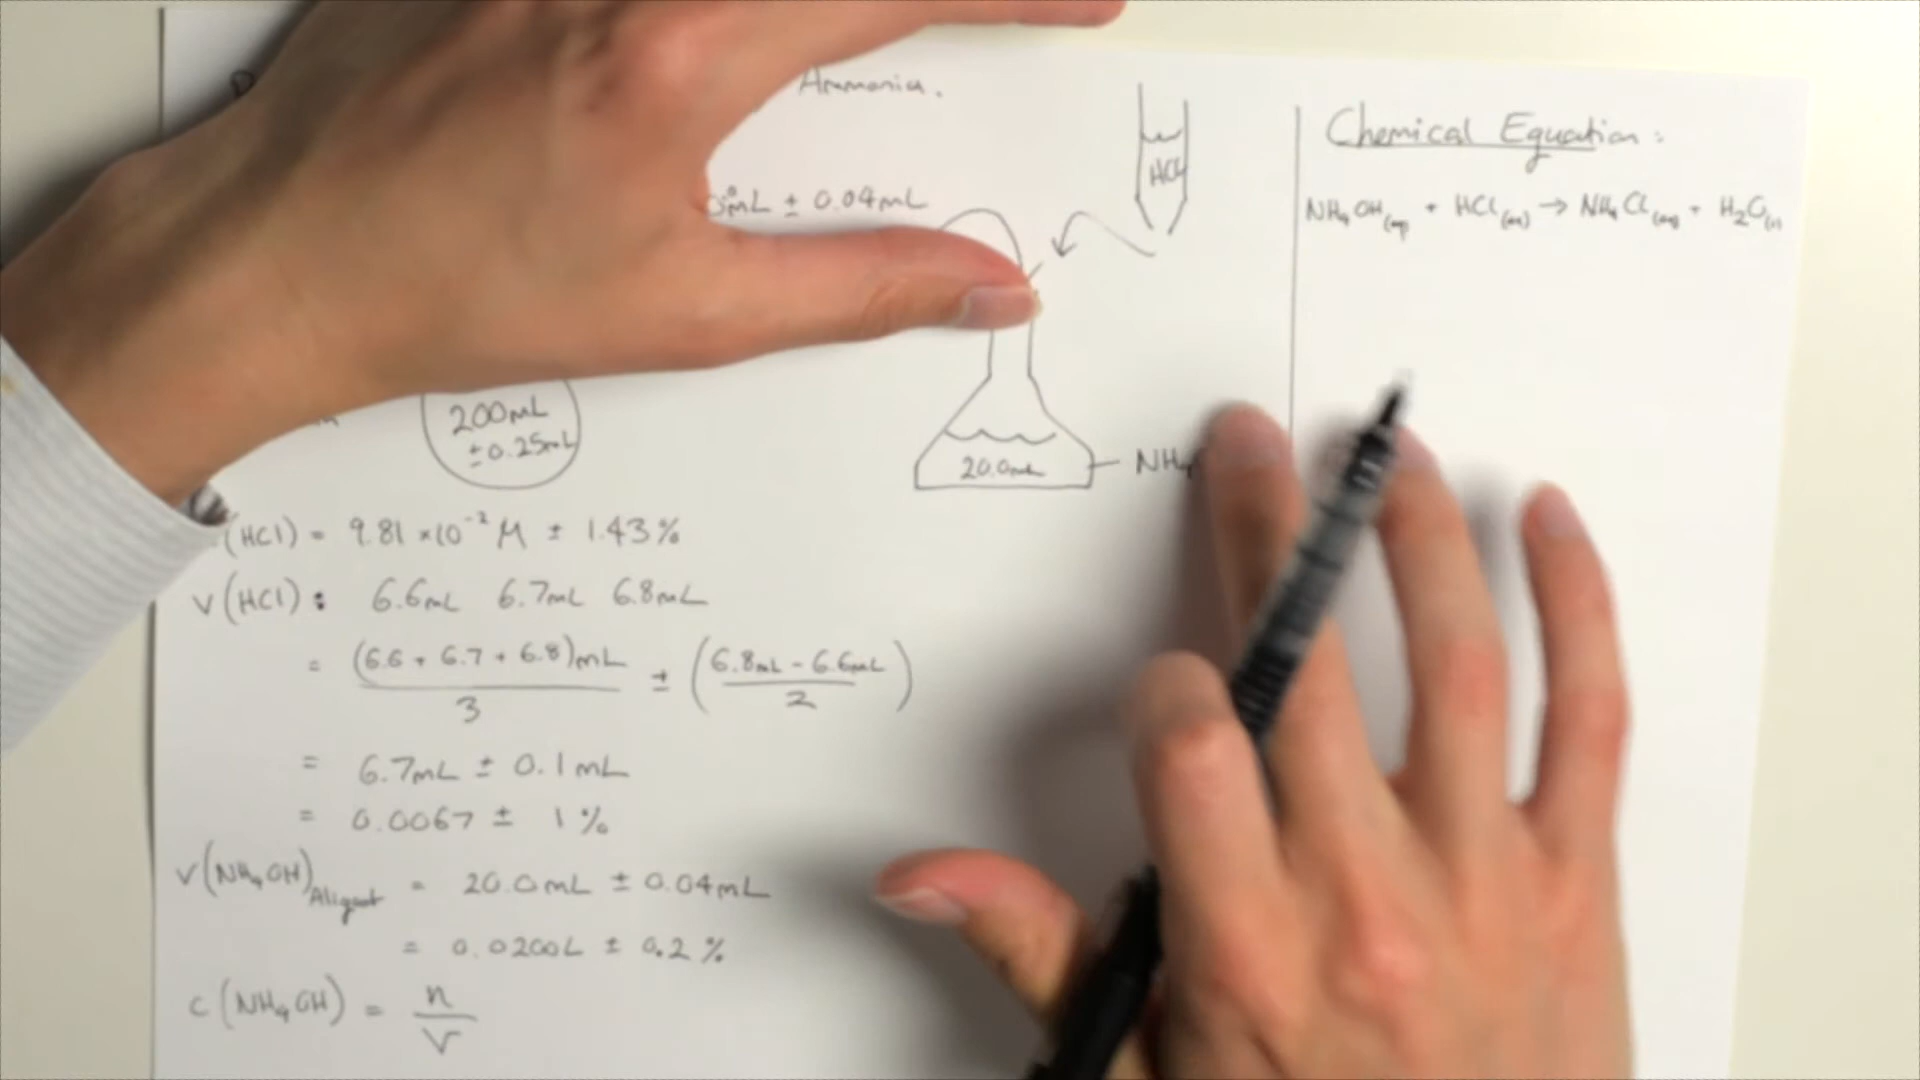 Ammonia.
mL ± 0.04mL
HCl
200mL
± 0.25mL
20.0mL
NH₄
(HCl) = 9.81 ×10⁻² M ± 1.43%
V(HCl): 6.6mL 6.7mL 6.8mL
= (6.6 + 6.7 + 6.8)mL / 3 ± (6.8mL - 6.6mL / 2)
= 6.7mL ± 0.1mL
= 0.0067 ± 1%
V(NH₄OH)Aliquot = 20.0mL ± 0.04mL
= 0.0200L ± 0.2%
C(NH₄OH) = n / V
Chemical Equation:
NH₄OH(aq) + HCl(aq) → NH₄Cl(aq) + H₂O(l)